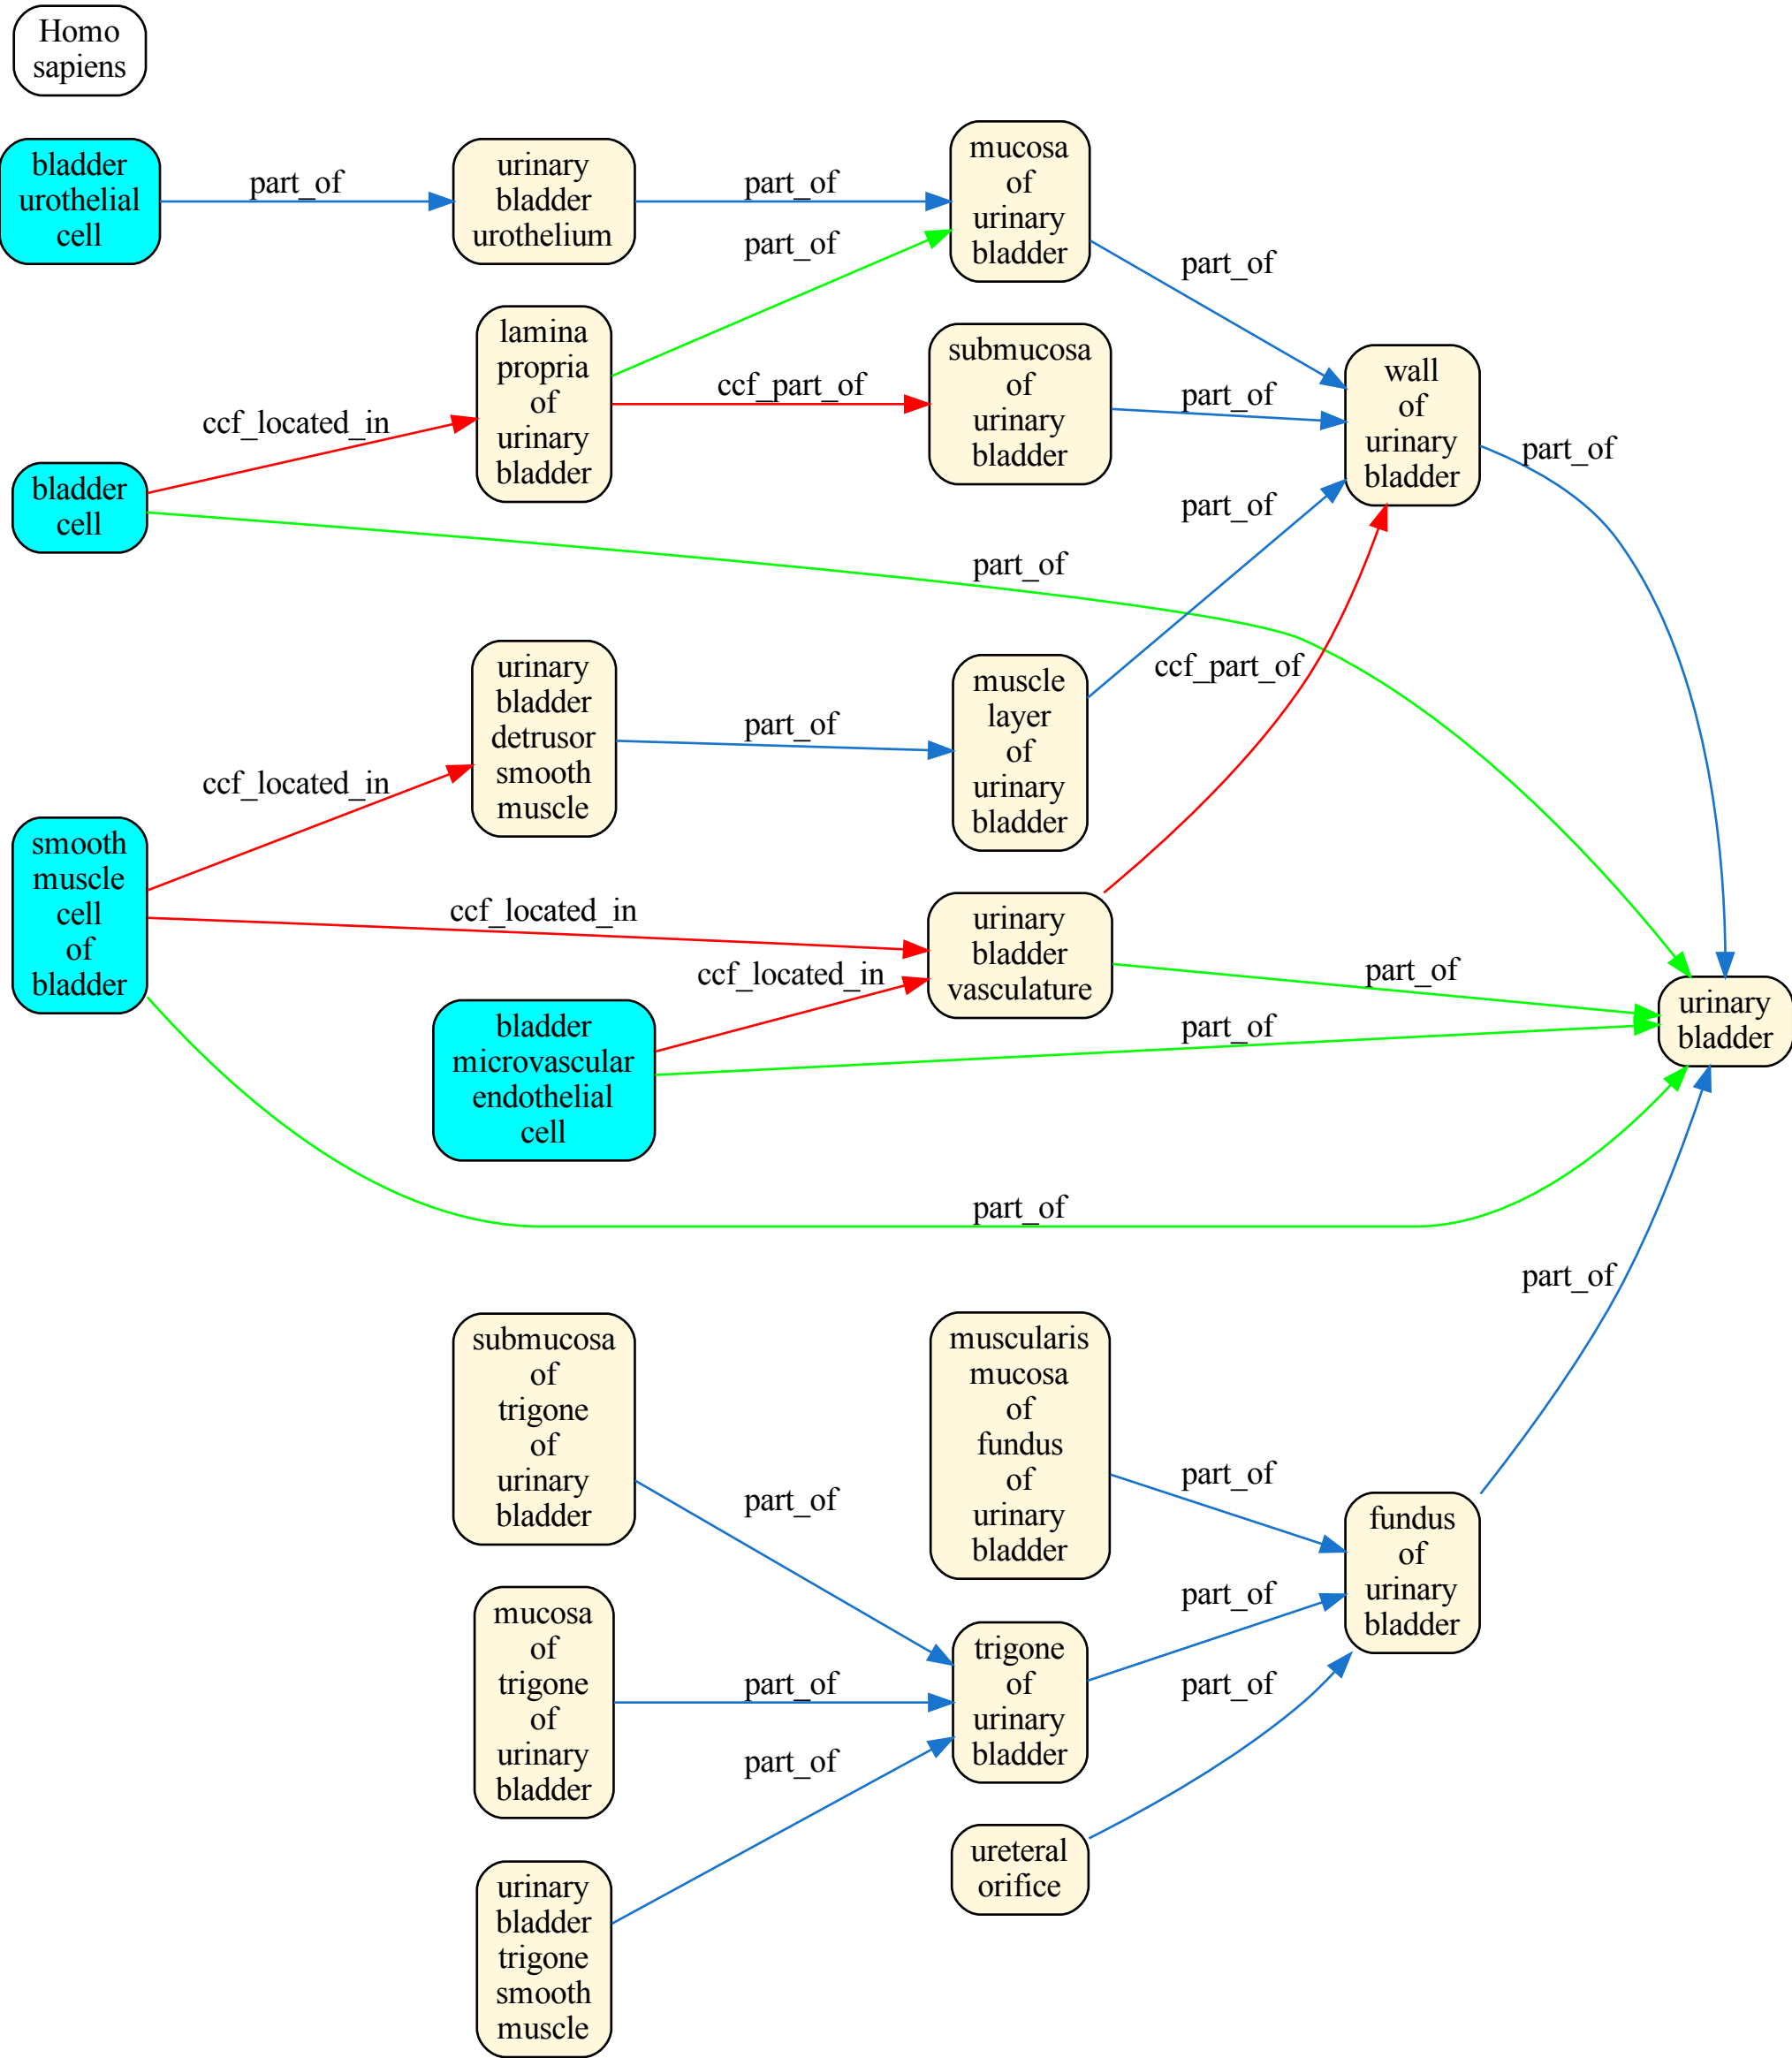 Homo
sapiens
bladder
urothelial
cell
part_of
urinary
bladder
urothelium
part_of
mucosa
of
urinary
bladder
part_of
part_of
lamina
propria
of
urinary
bladder
ccf_part_of
submucosa
of
urinary
bladder
part_of
wall
of
urinary
bladder
part_of
ccf_located_in
bladder
cell
part_of
part_of
urinary
bladder
detrusor
smooth
muscle
part_of
muscle
layer
of
urinary
bladder
ccf_part_of
ccf_located_in
smooth
muscle
cell
of
bladder
ccf_located_in
urinary
bladder
vasculature
ccf_located_in
part_of
bladder
microvascular
endothelial
cell
part_of
urinary
bladder
part_of
part_of
submucosa
of
trigone
of
urinary
bladder
part_of
muscularis
mucosa
of
fundus
of
urinary
bladder
part_of
fundus
of
urinary
bladder
part_of
mucosa
of
trigone
of
urinary
bladder
part_of
trigone
of
urinary
bladder
part_of
part_of
urinary
bladder
trigone
smooth
muscle
ureteral
orifice